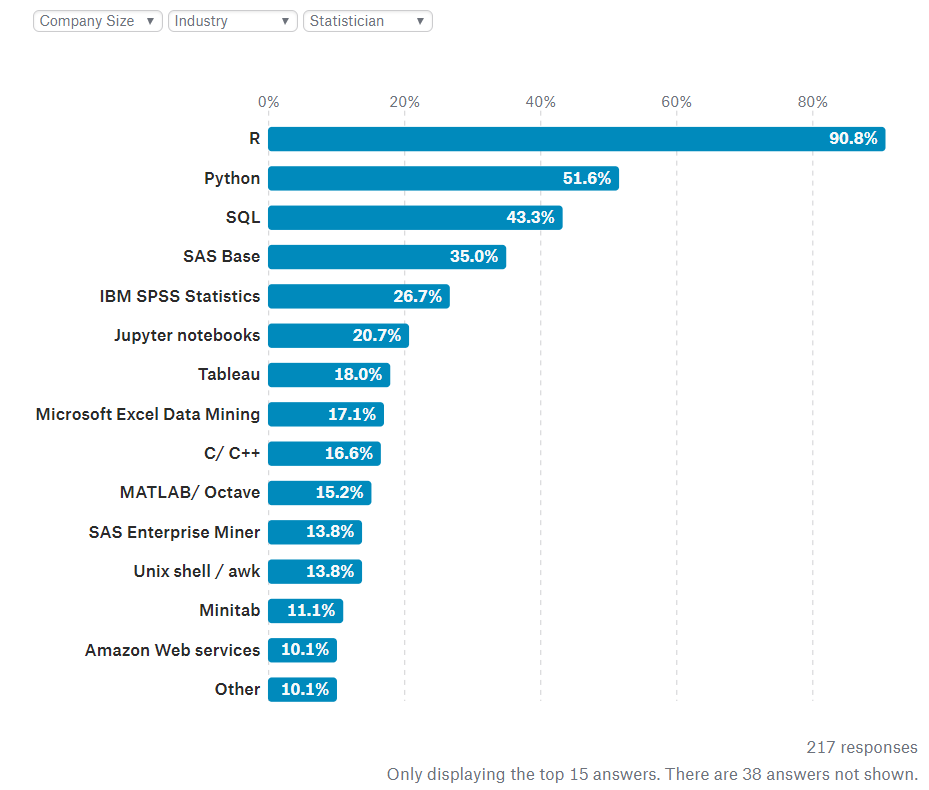 Company Size ▼ Industry ▼ Statistician ▼
0% 20% 40% 60% 80%
R 90.8%
Python 51.6%
SQL 43.3%
SAS Base 35.0%
IBM SPSS Statistics 26.7%
Jupyter notebooks 20.7%
Tableau 18.0%
Microsoft Excel Data Mining 17.1%
C/ C++ 16.6%
MATLAB/ Octave 15.2%
SAS Enterprise Miner 13.8%
Unix shell / awk 13.8%
Minitab 11.1%
Amazon Web services 10.1%
Other 10.1%
217 responses
Only displaying the top 15 answers. There are 38 answers not shown.